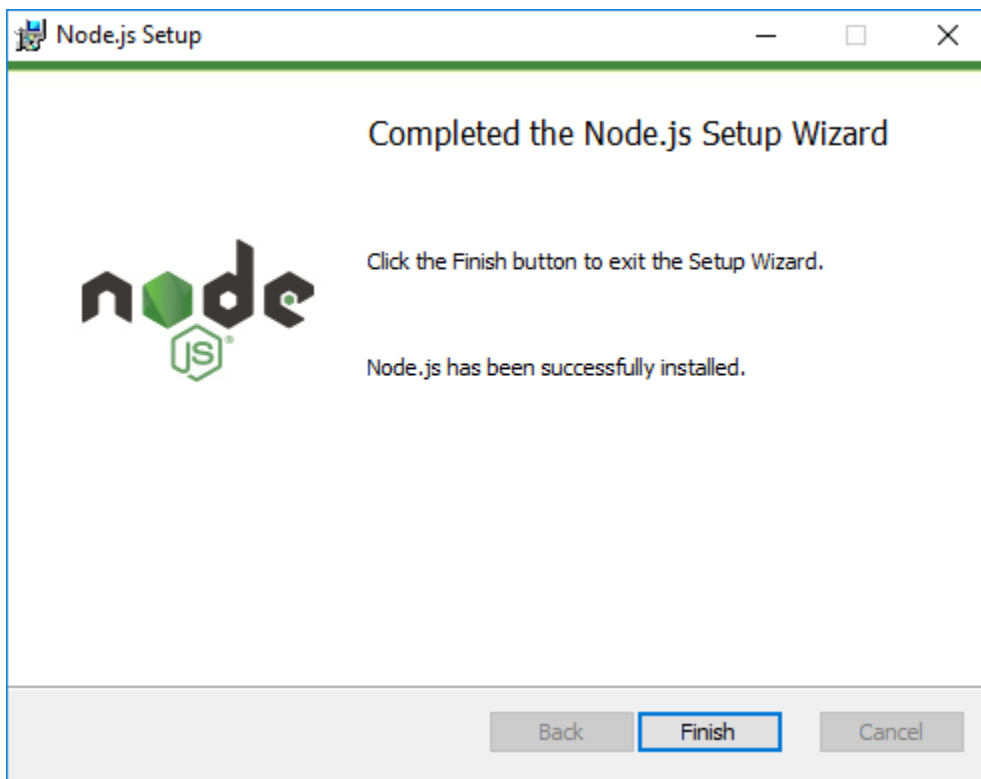 Node.js Setup
Completed the Node.js Setup Wizard
Click the Finish button to exit the Setup Wizard.
node
JS®
Node.js has been successfully installed.
Back Finish Cancel